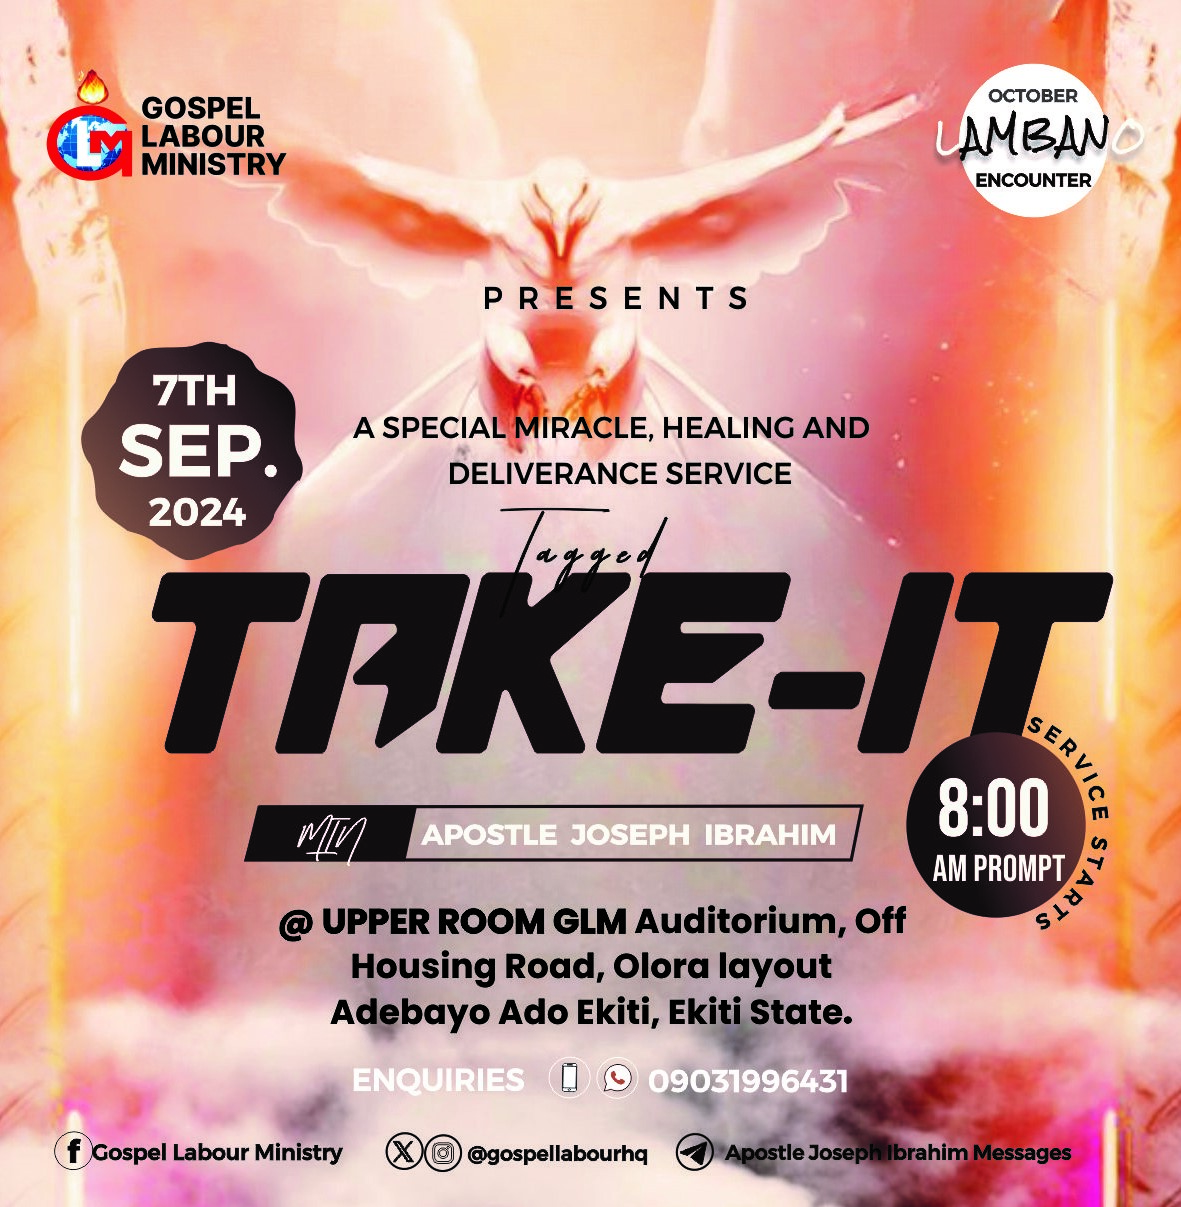 GOSPEL
LABOUR
MINISTRY
OCTOBER
LAMBANO
ENCOUNTER
PRESENTS
7TH
SEP.
2024
A SPECIAL MIRACLE, HEALING AND
DELIVERANCE SERVICE
Tagged
TAKE-IT
SERVICE STARTS
8:00
AM PROMPT
MIN APOSTLE JOSEPH IBRAHIM
@ UPPER ROOM GLM Auditorium, Off
Housing Road, Olora layout
Adebayo Ado Ekiti, Ekiti State.
ENQUIRIES 09031996431
Gospel Labour Ministry @gospellabourhq Apostle Joseph Ibrahim Messages